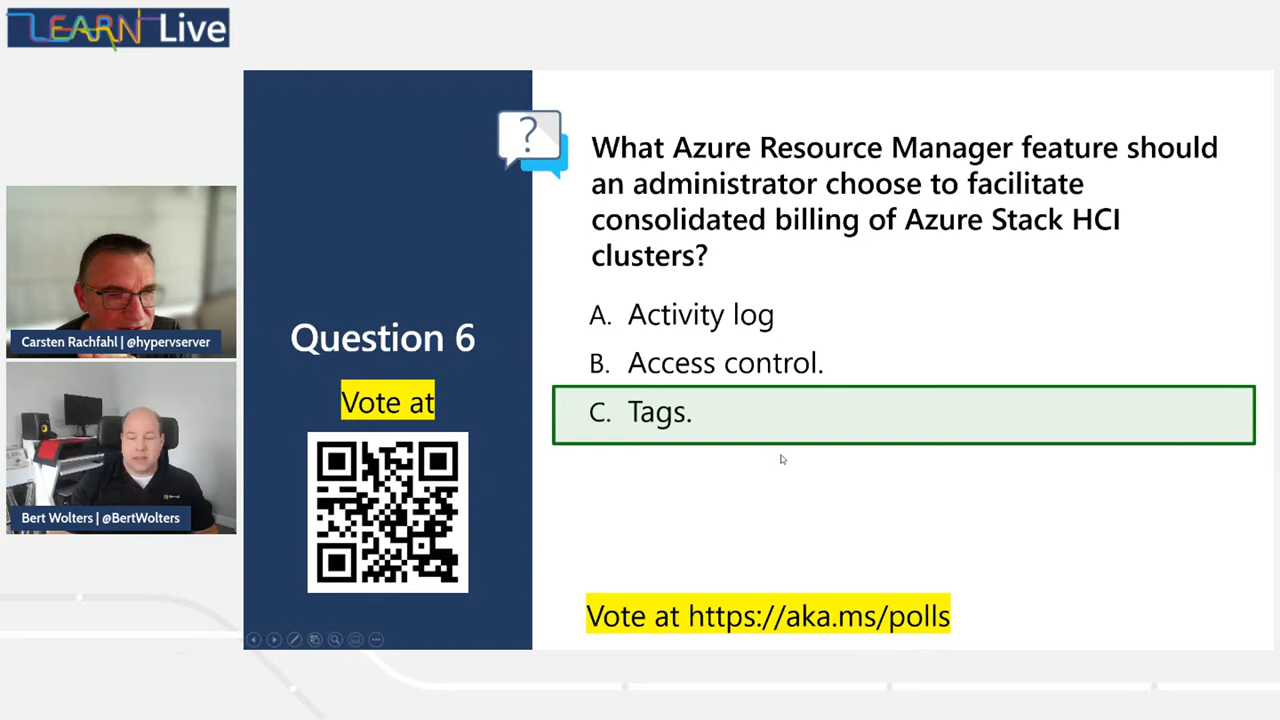 LEARN Live
What Azure Resource Manager feature should
an administrator choose to facilitate
consolidated billing of Azure Stack HCI
clusters?
A. Activity log
B. Access control.
C. Tags.
Question 6
Vote at
Carsten Rachfahl | @hypervserver
Bert Wolters | @BertWolters
Vote at https://aka.ms/polls